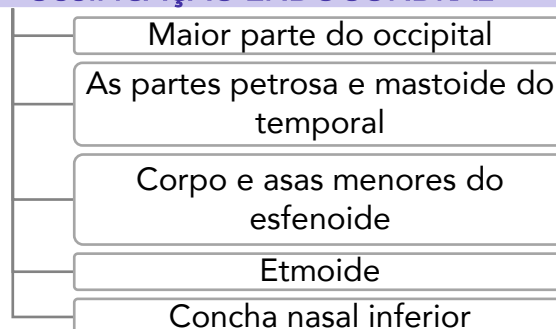 Maior parte do occipital
As partes petrosa e mastoide do
temporal
Corpo e asas menores do
esfenoide
Etmoide
Concha nasal inferior